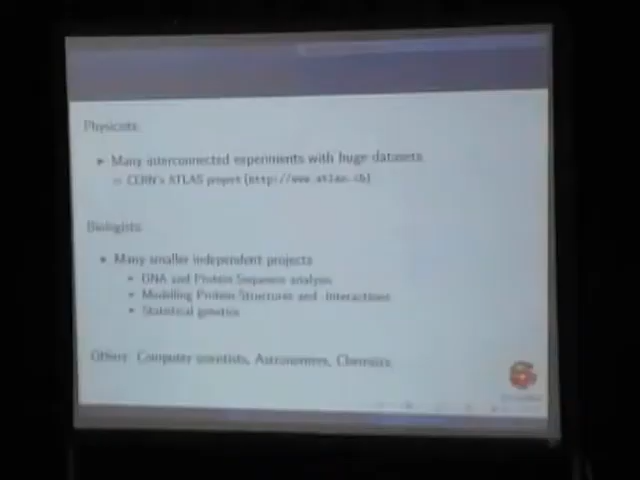 Physicists:
Many interconnected experiments with huge datasets
CERN's ATLAS project (http://www.atlas.ch)
Biologists:
Many smaller independent projects
DNA and Protein Sequence analysis
Modelling Protein Structures and Interactions
Statistical genetics
Others: Computer scientists, Astronomers, Chemists